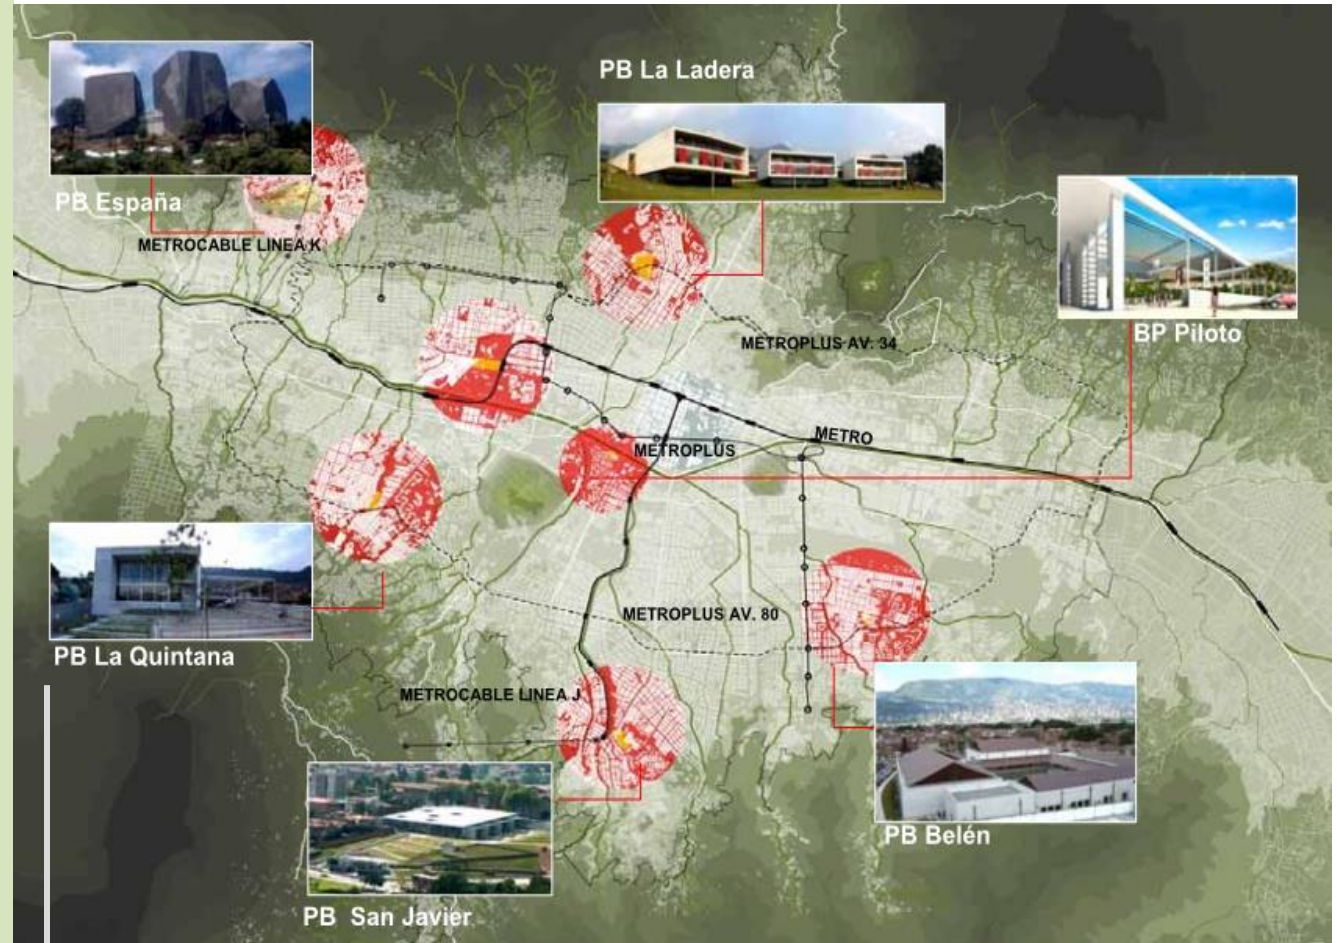 PB La Ladera
PB España
METROCABLE LINEA K
BP Piloto
METROPLUS AV. 34
METRO
METROPLUS
METROPLUS AV. 80
PB La Quintana
METROCABLE LINEA J
PB Belén
PB San Javier